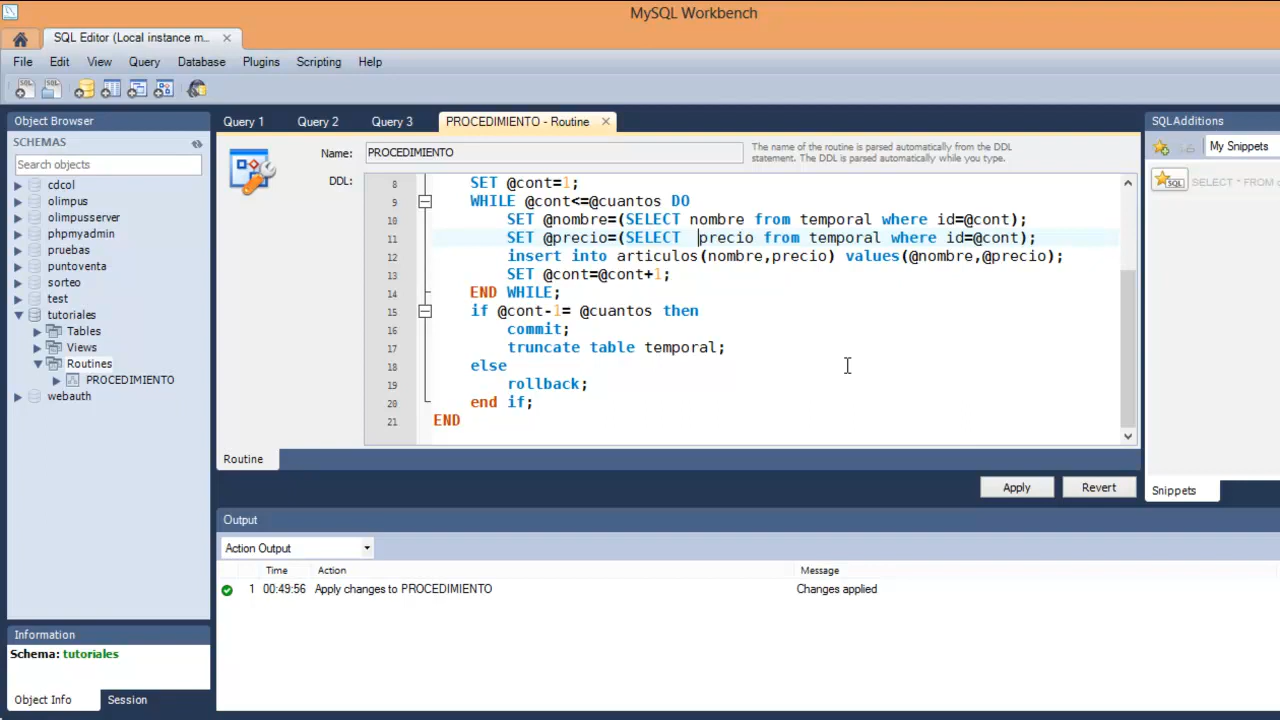 MySQL Workbench
SQL Editor (Local instance m...
File Edit View Query Database Plugins Scripting Help
Object Browser
SCHEMAS
Search objects
cdcol
olimpus
olimpusserver
phpmyadmin
pruebas
puntoventa
sorteo
test
tutoriales
Tables
Views
Routines
PROCEDIMIENTO
webauth
Information
Schema: tutoriales
Object Info Session
Query 1 Query 2 Query 3 PROCEDIMIENTO - Routine
Name: PROCEDIMIENTO
The name of the routine is parsed automatically from the DDL
statement. The DDL is parsed automatically while you type.
DDL:
8 SET @cont=1;
9 WHILE @cont<=@cuantos DO
10 SET @nombre=(SELECT nombre from temporal where id=@cont);
11 SET @precio=(SELECT precio from temporal where id=@cont);
12 insert into articulos(nombre,precio) values(@nombre,@precio);
13 SET @cont=@cont+1;
14 END WHILE;
15 if @cont-1= @cuantos then
16 commit;
17 truncate table temporal;
18 else
19 rollback;
20 end if;
21 END
Routine
Apply Revert
Output
Action Output
Time Action Message
1 00:49:56 Apply changes to PROCEDIMIENTO Changes applied
SQLAdditions
My Snippets
SQL SELECT * FROM
Snippets